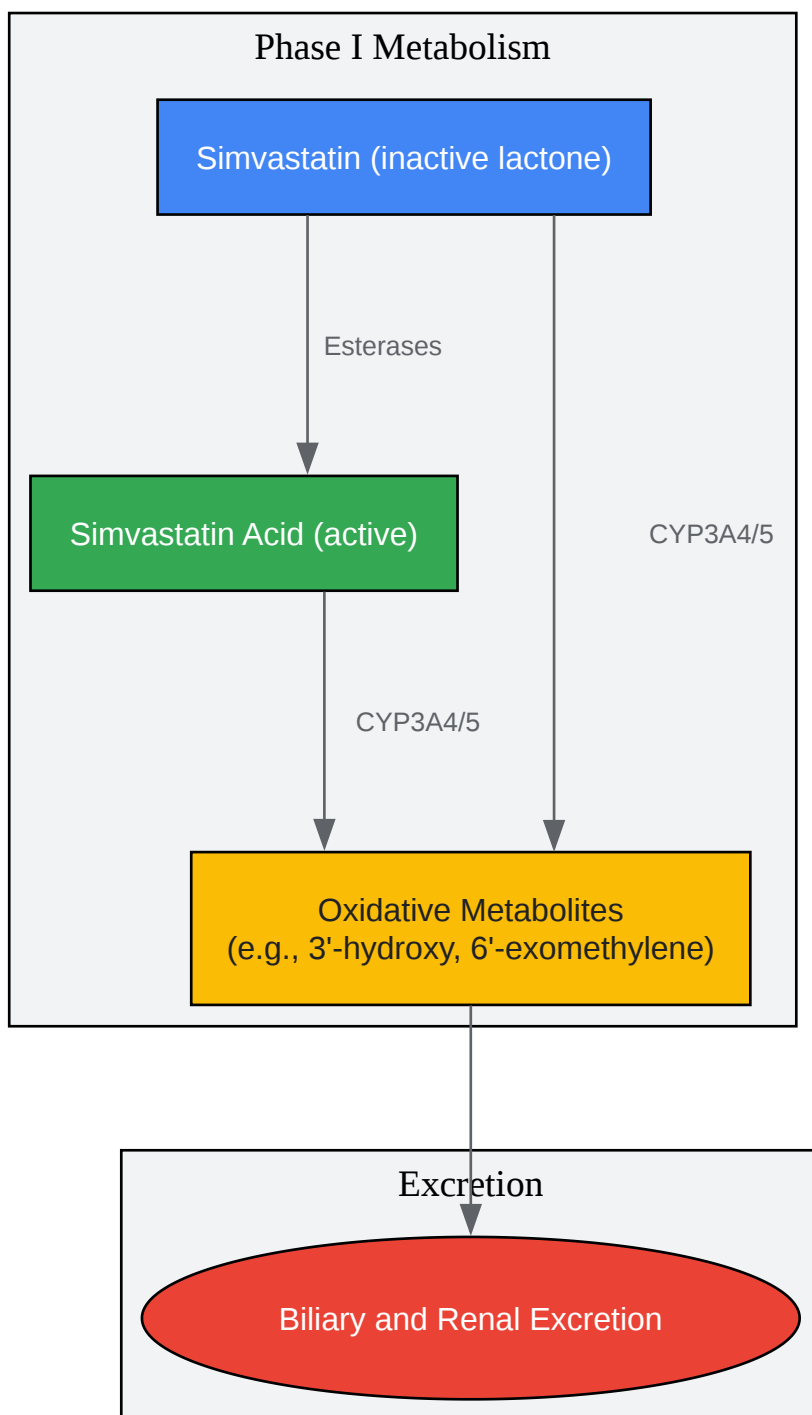 Phase I Metabolism
Simvastatin (inactive lactone)
Esterases
Simvastatin Acid (active)
CYP3A4/5
CYP3A4/5
Oxidative Metabolites
(e.g., 3'-hydroxy, 6'-exomethylene)
Excretion
Biliary and Renal Excretion